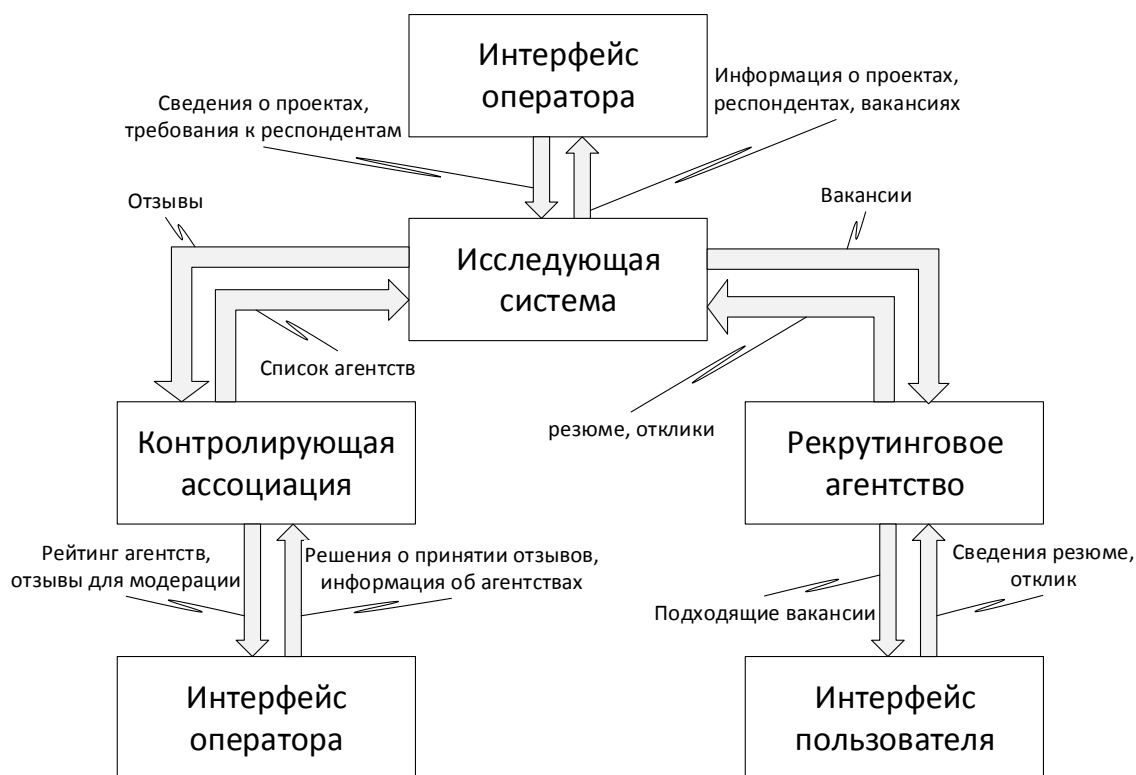 Интерфейс
оператора
Сведения о проектах,
требования к респондентам
Информация о проектах,
респондентах, вакансиях
Отзывы
Вакансии
Исследующая
система
Список агентств
резюме, отклики
Контролирующая
ассоциация
Рекрутинговое
агентство
Рейтинг агентств,
отзывы для модерации
Решения о принятии отзывов,
информация об агентствах
Подходящие вакансии
Сведения резюме,
отклик
Интерфейс
оператора
Интерфейс
пользователя